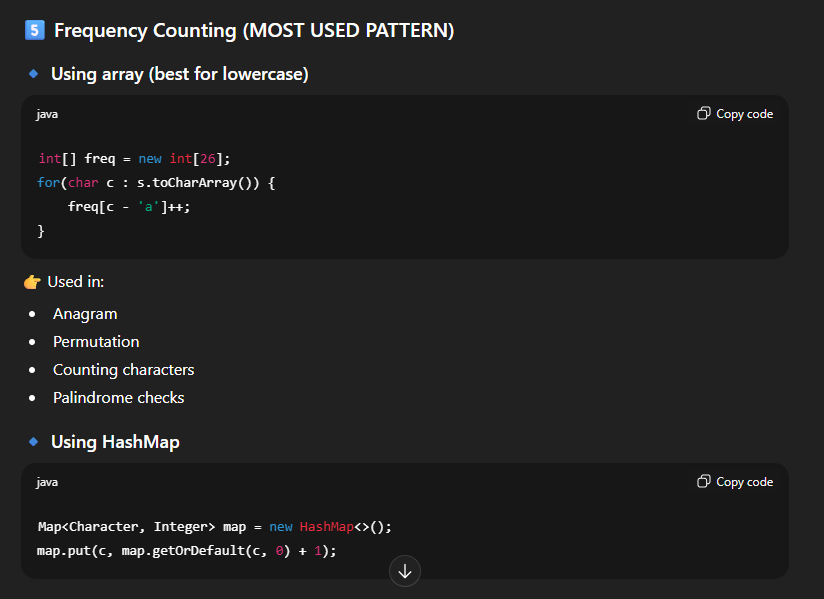 5 Frequency Counting (MOST USED PATTERN)
Using array (best for lowercase)
java
Copy code
int[] freq = new int[26];
for(char c : s.toCharArray()) {
    freq[c - 'a']++;
}
Used in:
Anagram
Permutation
Counting characters
Palindrome checks
Using HashMap
java
Copy code
Map<Character, Integer> map = new HashMap<>();
map.put(c, map.getOrDefault(c, 0) + 1);